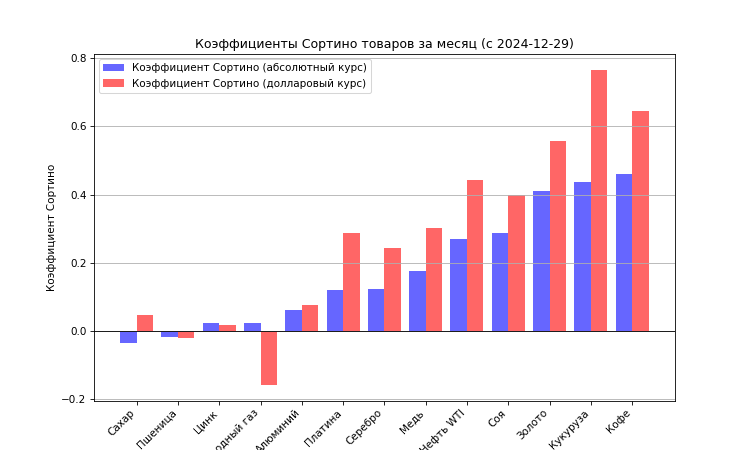 Коэффициенты Сортино товаров за месяц (с 2024-12-29)
Коэффициент Сортино (абсолютный курс)
Коэффициент Сортино (долларовый курс)
Коэффициент Сортино
0.8
0.6
0.4
0.2
0.0
−0.2
Сахар
Пшеница
Цинк
газ
Алюминий
Платина
Серебро
Медь
Нефть WTI
Соя
Золото
Кукуруза
Кофе